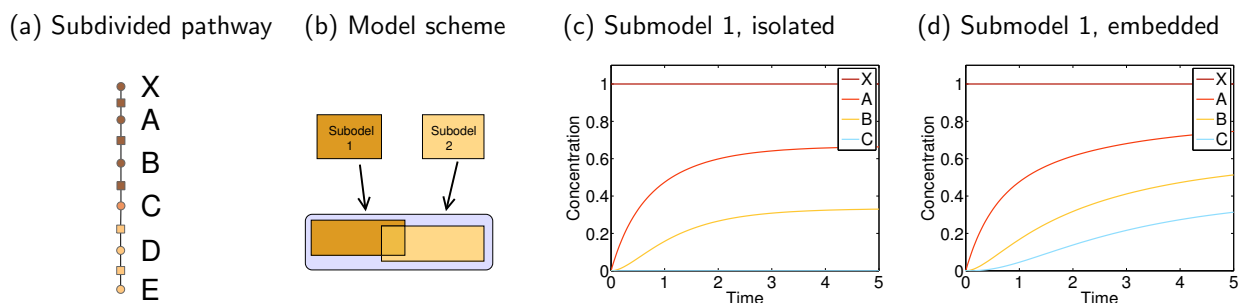 (a) Subdivided pathway
X
A
B
C
D
E
(b) Model scheme
Subodel
1
Subodel
2
(c) Submodel 1, isolated
Concentration
1
0.8
0.6
0.4
0.2
0
0 1 2 3 4 5
Time
X
A
B
C
(d) Submodel 1, embedded
Concentration
1
0.8
0.6
0.4
0.2
0
0 1 2 3 4 5
Time
X
A
B
C